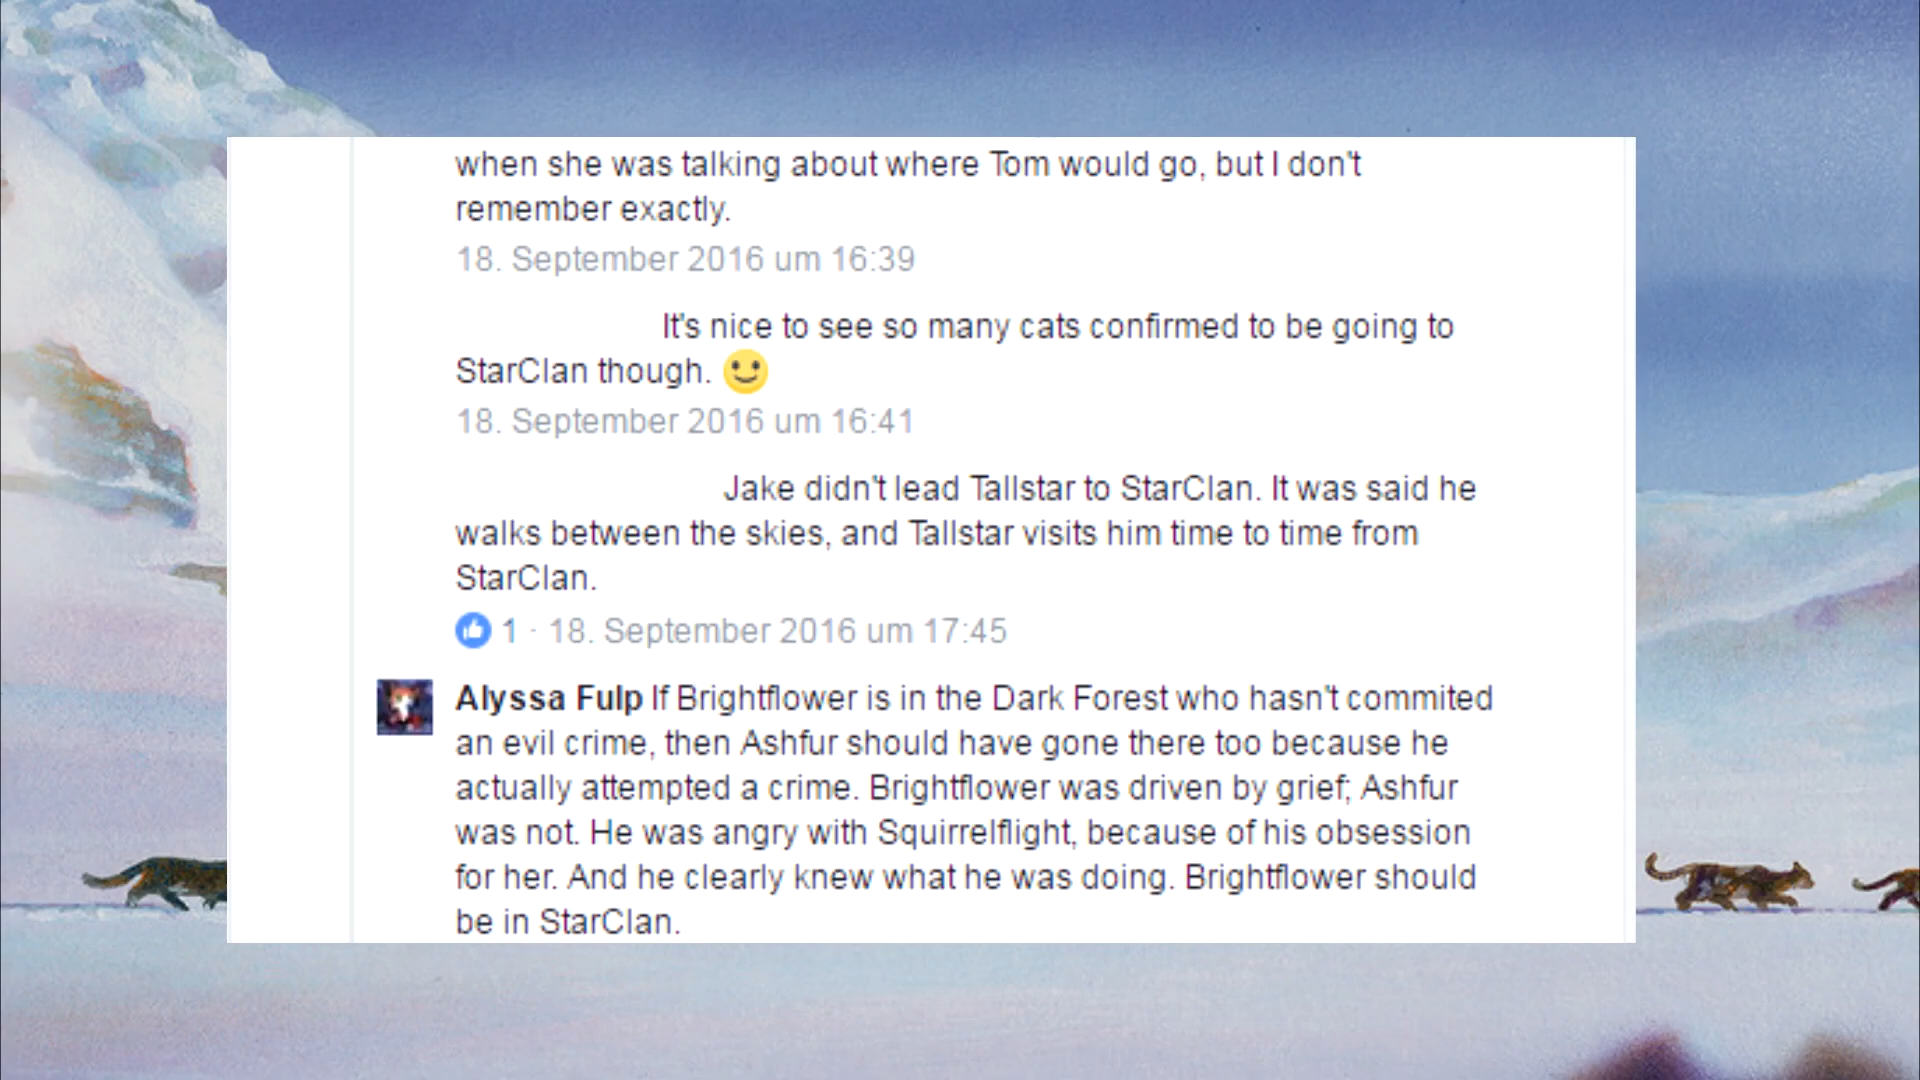 when she was talking about where Tom would go, but I don't
remember exactly.
18. September 2016 um 16:39
It's nice to see so many cats confirmed to be going to
StarClan though. 🙂
18. September 2016 um 16:41
Jake didn't lead Tallstar to StarClan. It was said he
walks between the skies, and Tallstar visits him time to time from
StarClan.
1 · 18. September 2016 um 17:45
Alyssa Fulp If Brightflower is in the Dark Forest who hasn't commited
an evil crime, then Ashfur should have gone there too because he
actually attempted a crime. Brightflower was driven by grief; Ashfur
was not. He was angry with Squirrelflight, because of his obsession
for her. And he clearly knew what he was doing. Brightflower should
be in StarClan.